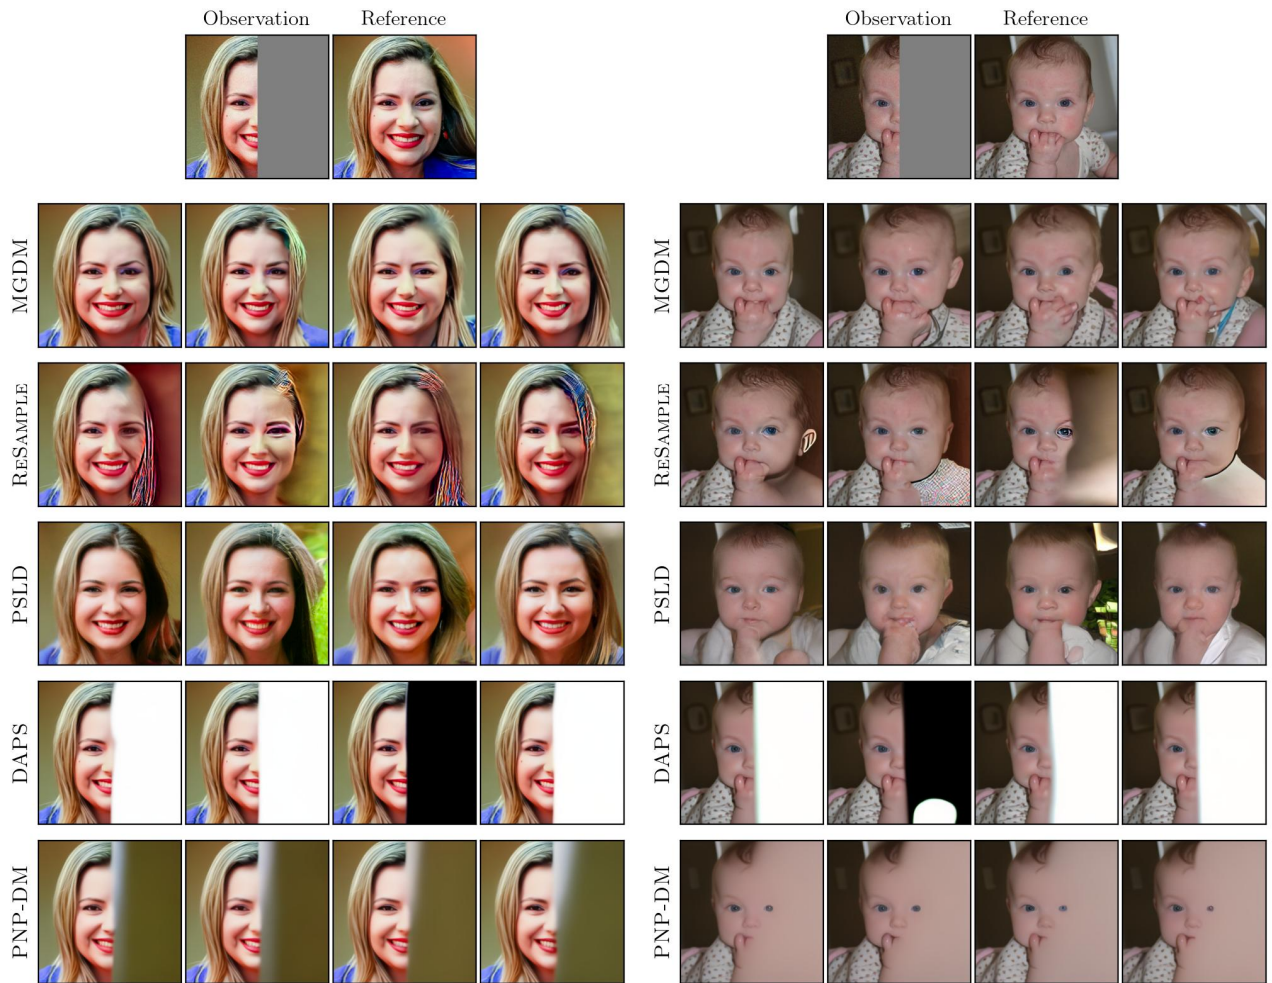 Observation Reference Observation Reference
MGDM MGDM
RESAMPLE RESAMPLE
PSLD PSLD
DAPS DAPS
PNP-DM PNP-DM